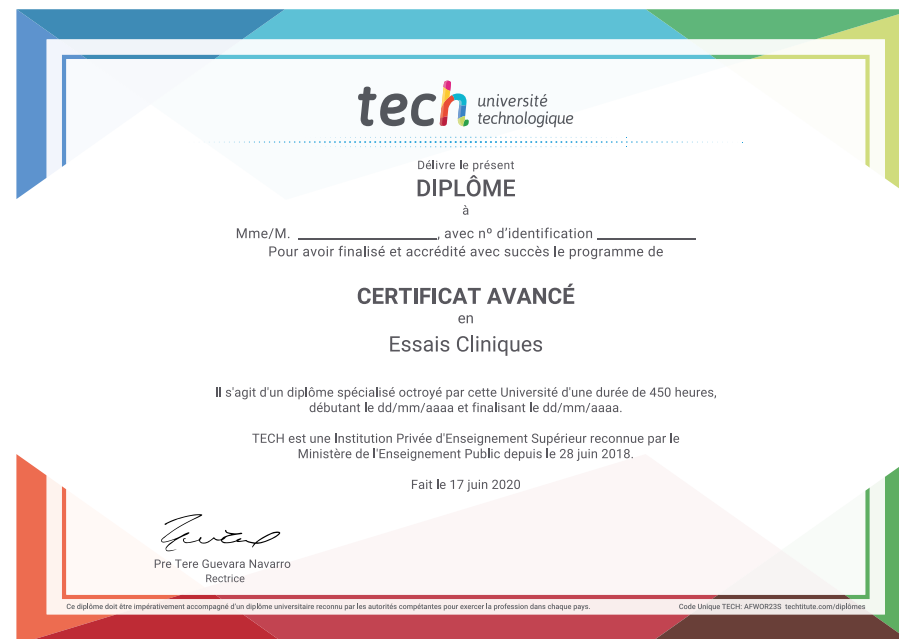 tech université
technologique
Délivre le présent
DIPLÔME
à
Mme/M. ____________________, avec nº d'identification ______________
Pour avoir finalisé et accrédité avec succès le programme de
CERTIFICAT AVANCÉ
en
Essais Cliniques
Il s'agit d'un diplôme spécialisé octroyé par cette Université d'une durée de 450 heures,
débutant le dd/mm/aaaa et finalisant le dd/mm/aaaa.
TECH est une Institution Privée d'Enseignement Supérieur reconnue par le
Ministère de l'Enseignement Public depuis le 28 juin 2018.
Fait le 17 juin 2020
Pre Tere Guevara Navarro
Rectrice
Ce diplôme doit être impérativement accompagné d'un diplôme universitaire reconnu par les autorités compétentes pour exercer la profession dans chaque pays.
Code Unique TECH: AFWOR23S techtitute.com/diplômes